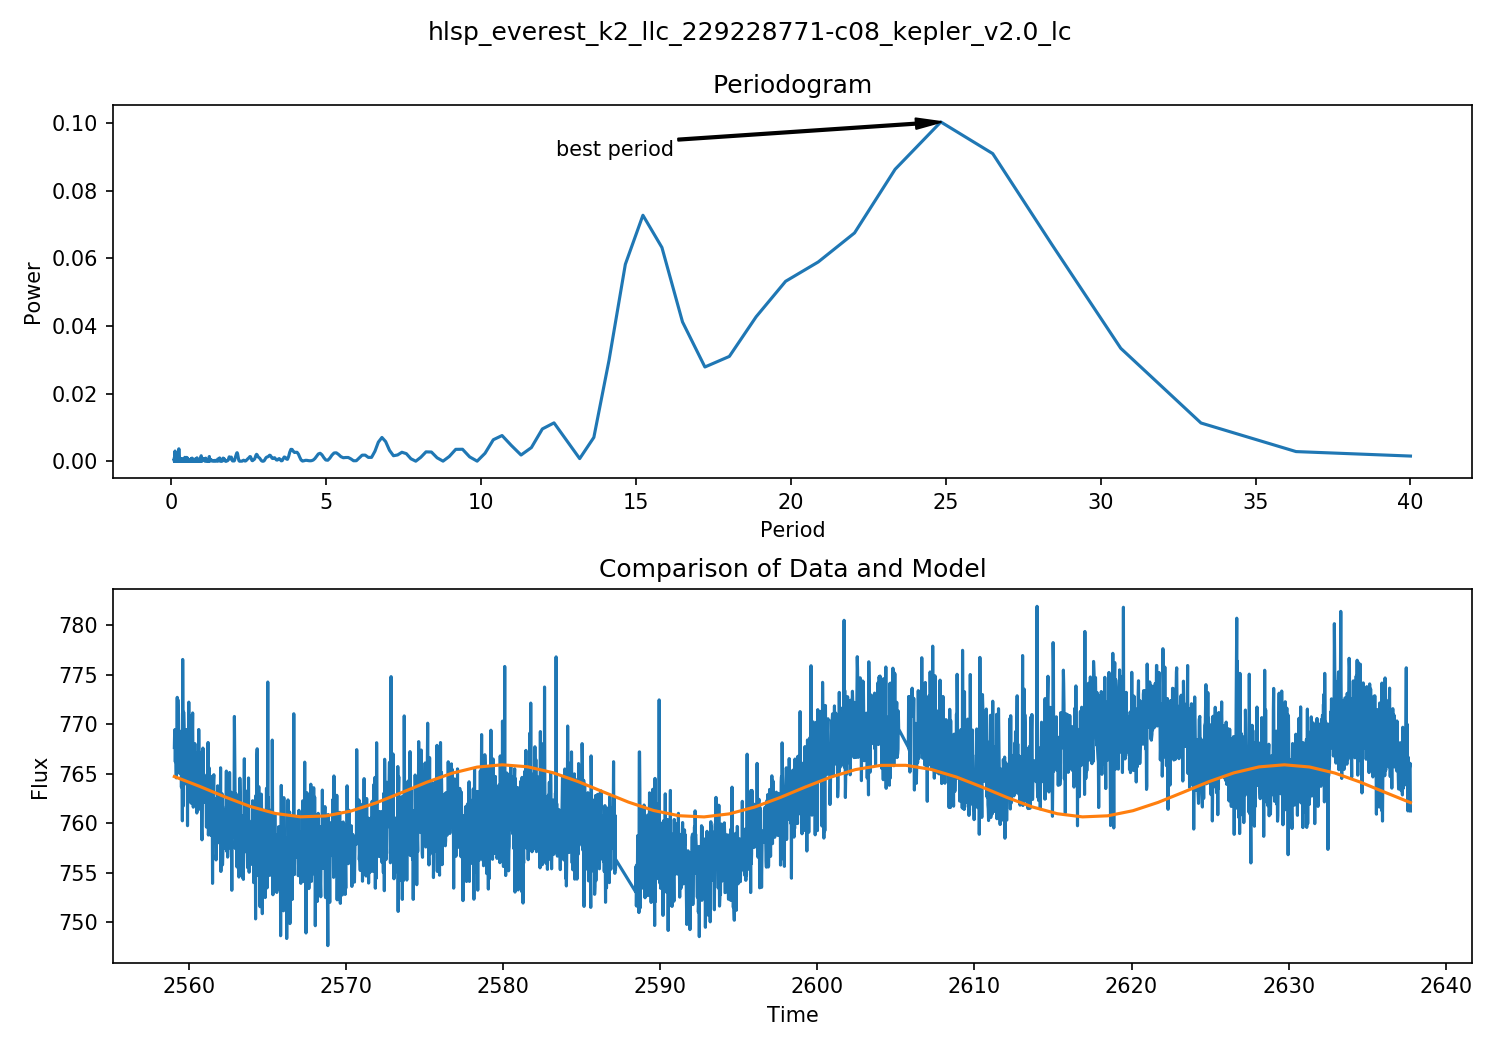 hlsp_everest_k2_llc_229228771-c08_kepler_v2.0_lc
Periodogram
0.10
0.08
0.06
0.04
0.02
0.00
Power
best period
0 5 10 15 20 25 30 35 40
Period
Comparison of Data and Model
780
775
770
765
760
755
750
Flux
2560 2570 2580 2590 2600 2610 2620 2630 2640
Time